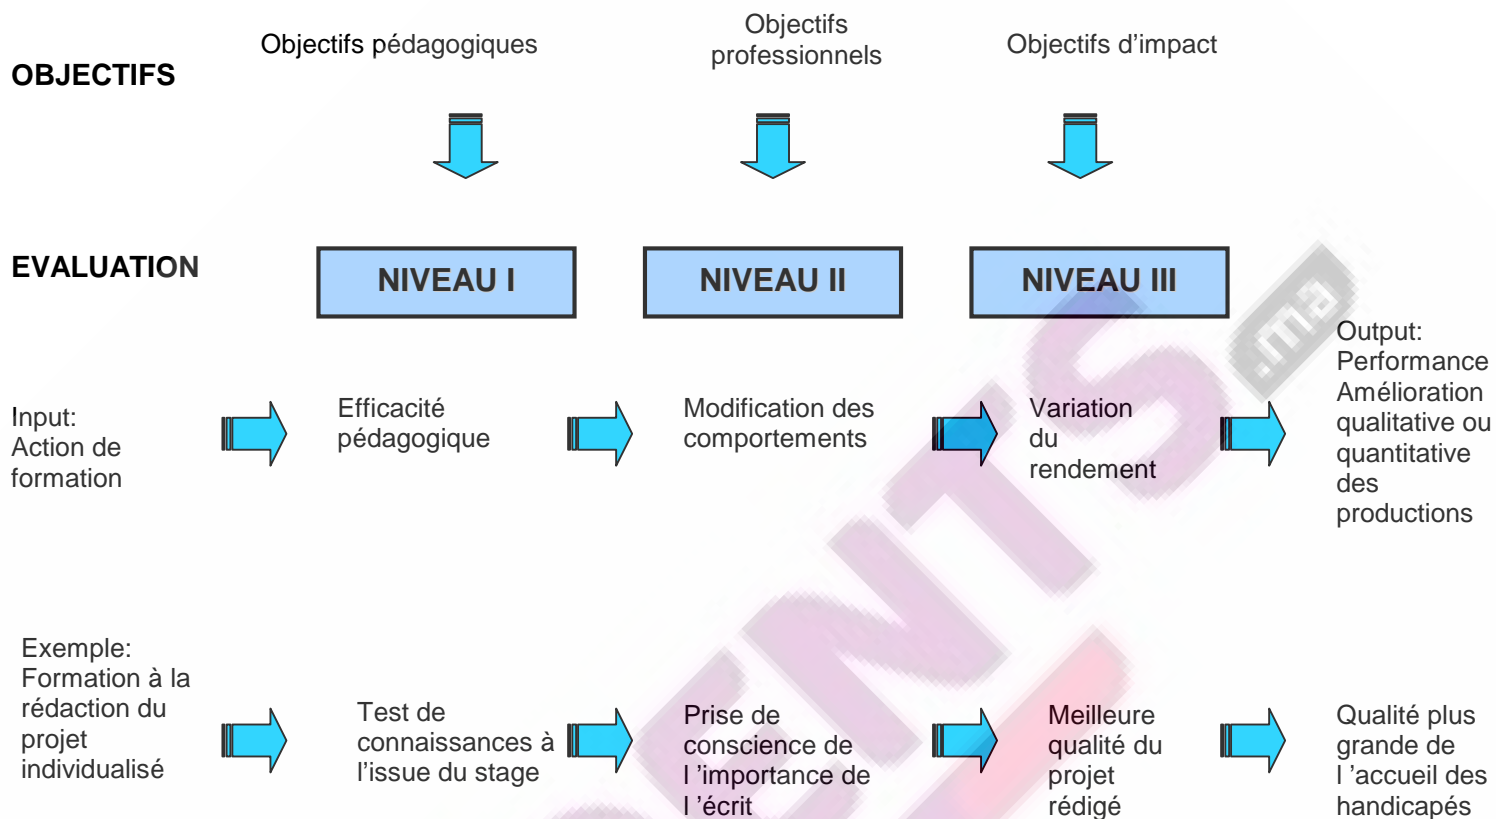 Objectifs pédagogiques
Objectifs
professionnels
Objectifs d’impact
OBJECTIFS
EVALUATION
NIVEAU I
NIVEAU II
NIVEAU III
Input:
Action de
formation
Efficacité
pédagogique
Modification des
comportements
Variation
du
rendement
Output:
Performance
Amélioration
qualitative ou
quantitative
des
productions
Exemple:
Formation à la
rédaction du
projet
individualisé
Test de
connaissances à
l’issue du stage
Prise de
conscience de
l ’importance de
l ’écrit
Meilleure
qualité du
projet
rédigé
Qualité plus
grande de
l ’accueil des
handicapés
ENTS
.ma